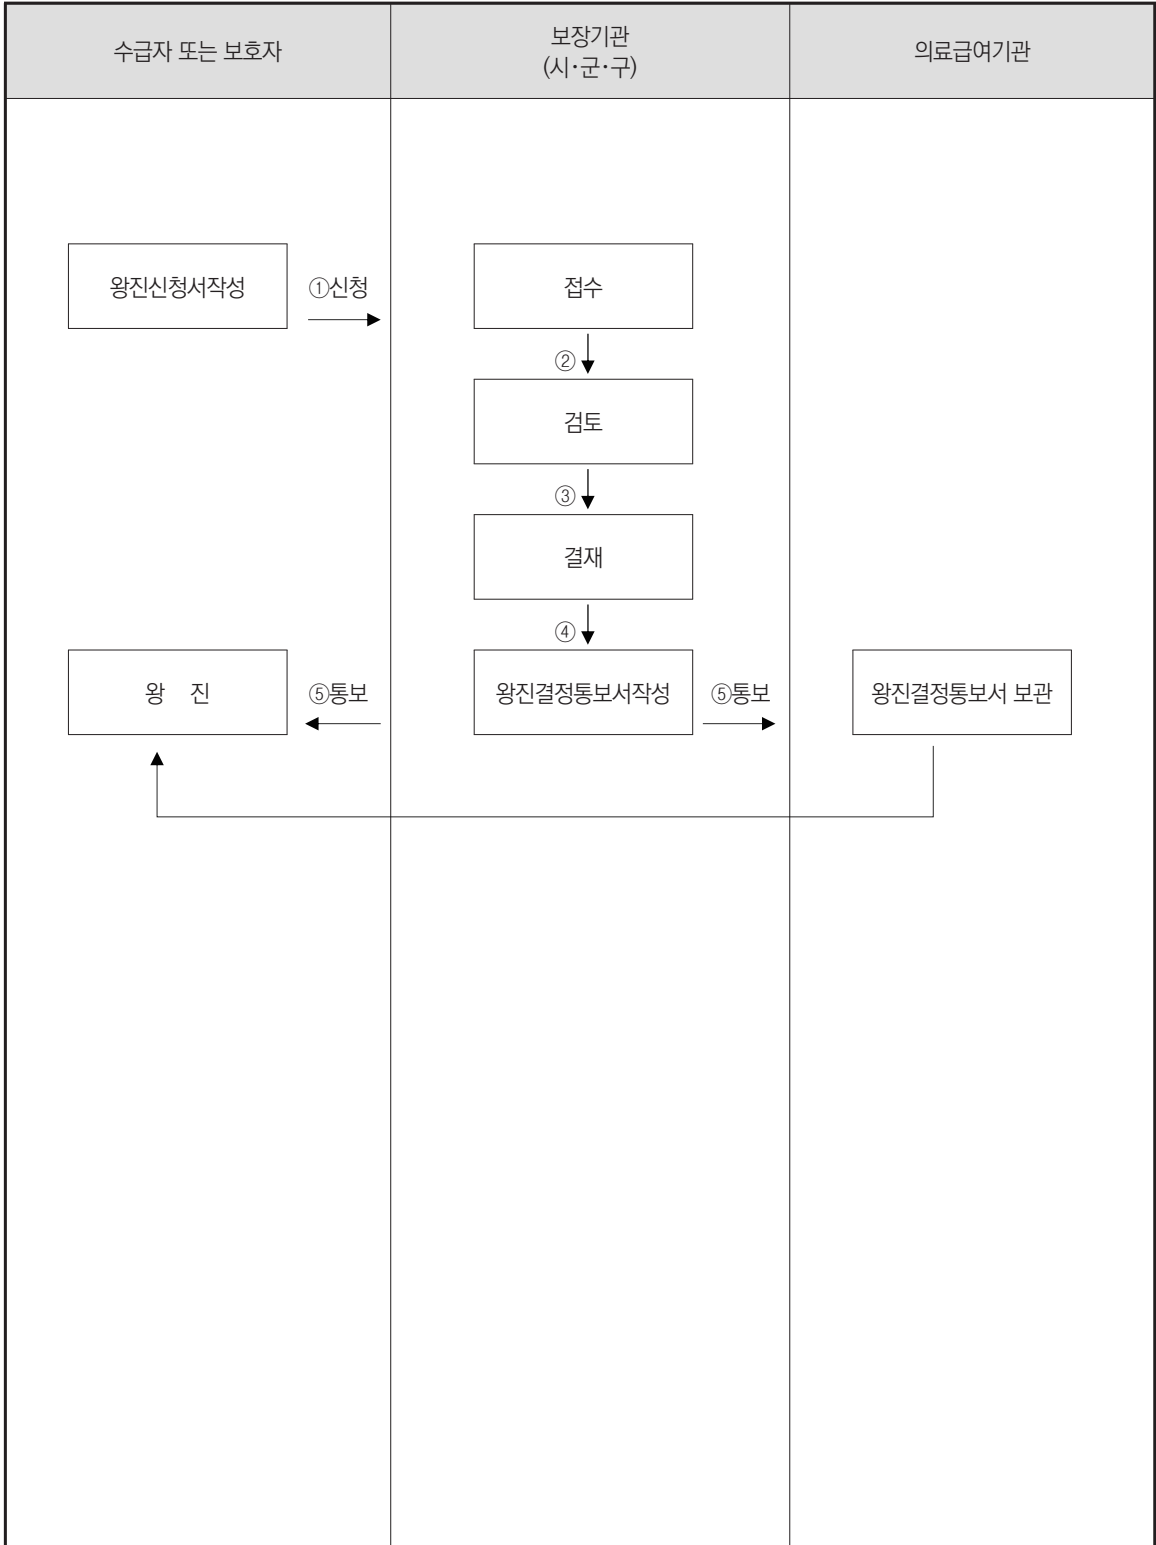 수급자 또는 보호자
보장기관
(시·군·구)
의료급여기관
왕진신청서작성
①신청
접수
②
검토
③
결재
④
왕 진
⑤통보
왕진결정통보서작성
⑤통보
왕진결정통보서 보관